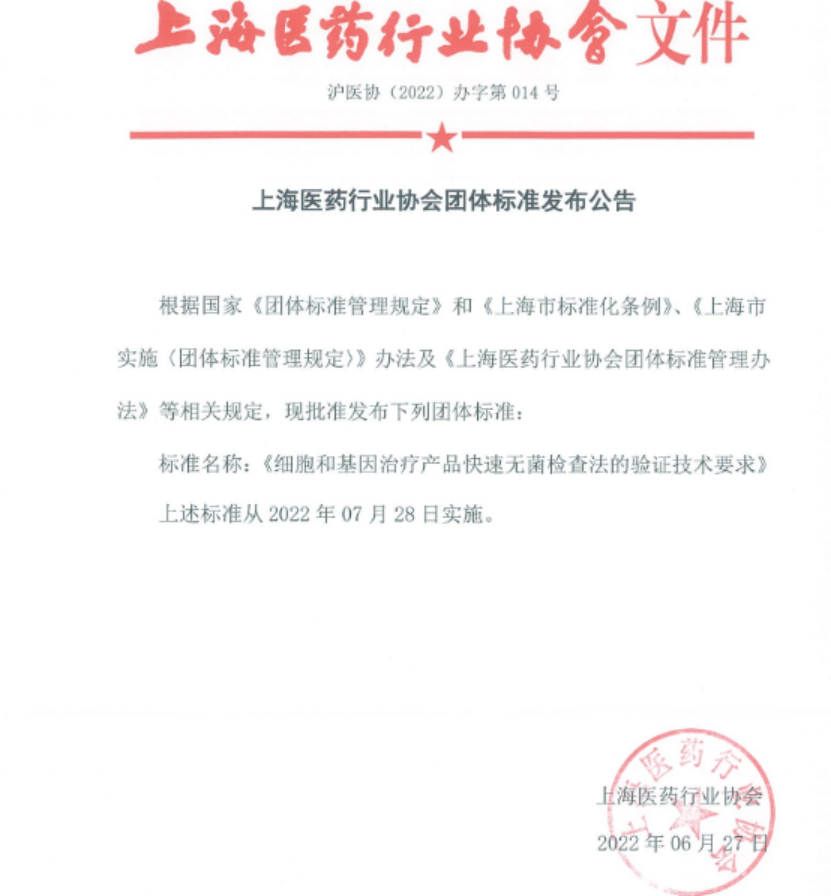 上海医药行业协会文件
沪医协（2022）办字第 014 号
上海医药行业协会团体标准发布公告
根据国家《团体标准管理规定》和《上海市标准化条例》、《上海市
实施〈团体标准管理规定〉》办法及《上海医药行业协会团体标准管理办
法》等相关规定，现批准发布下列团体标准：
标准名称：《细胞和基因治疗产品快速无菌检查法的验证技术要求》
上述标准从 2022 年 07 月 28 日实施。
上海医药行业协会
2022 年 06 月 27 日
上海医药行业协会